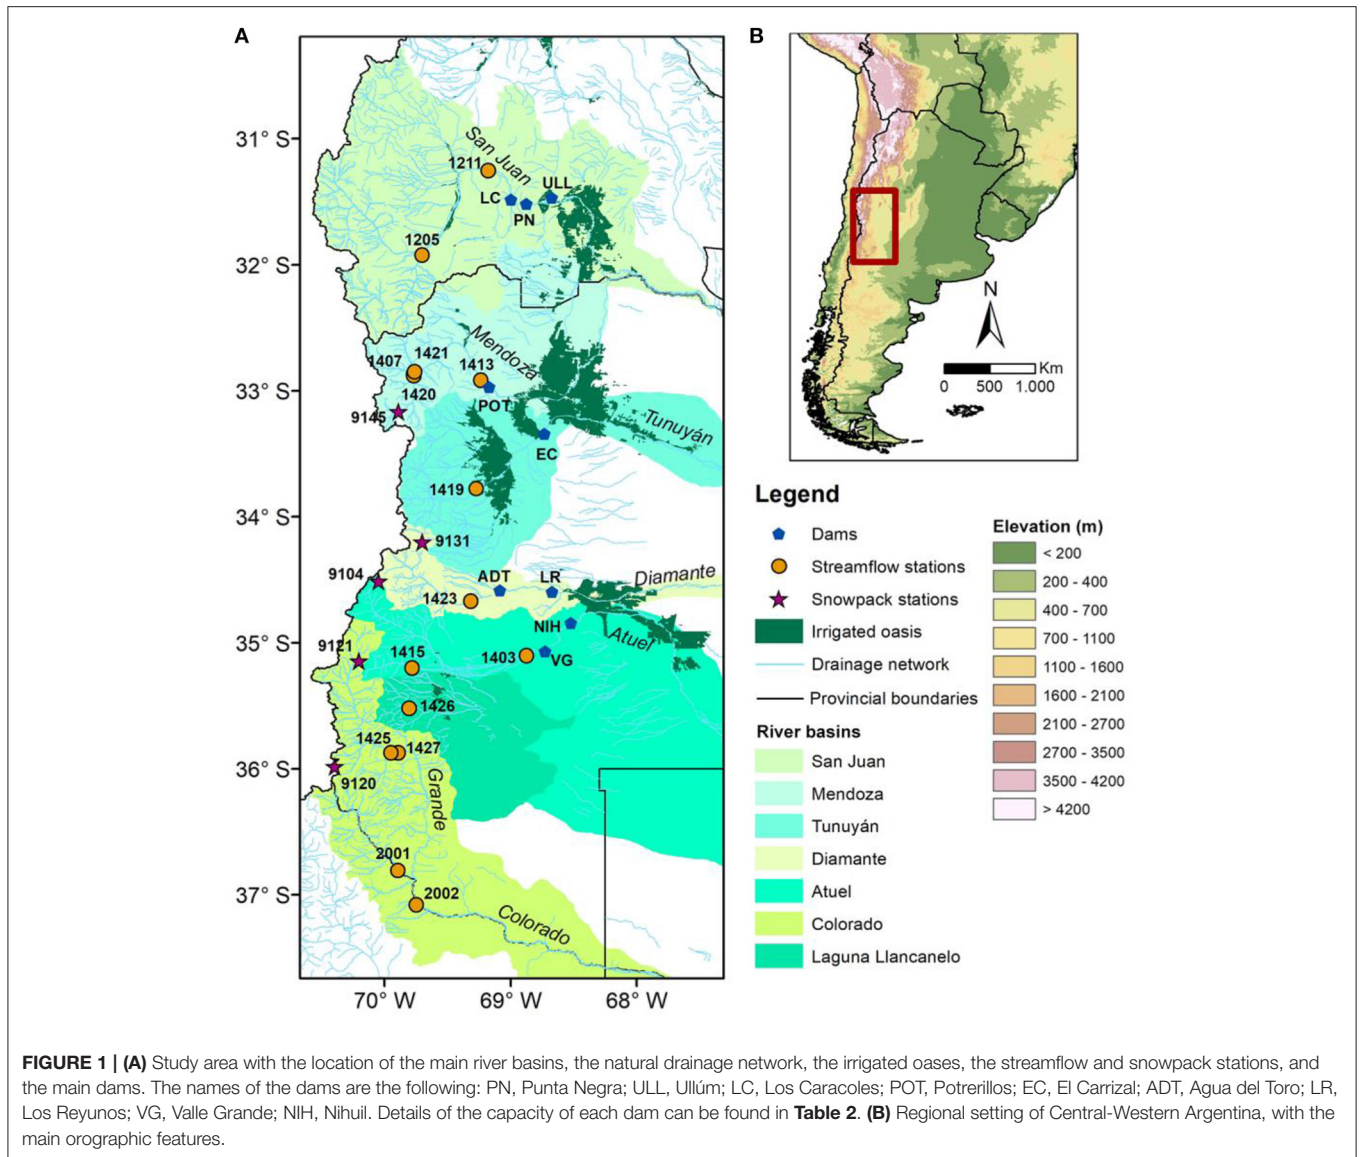 A
B
31° S
32° S
33° S
34° S
35° S
36° S
37° S
70° W
69° W
68° W
San Juan
1211
LC
PN
ULL
1205
Mendoza
1407
1421
1413
1420
POT
9145
Tunuyán
EC
1419
9131
9104
ADT
LR
Diamante
1423
NIH
Atuel
9121
1415
1403
VG
1426
1425
1427
9120
Grande
2001
2002
Colorado
N
Km
0 500 1.000
Legend
Dams
Streamflow stations
Snowpack stations
Irrigated oasis
Drainage network
Provincial boundaries
River basins
San Juan
Mendoza
Tunuyán
Diamante
Atuel
Colorado
Laguna Llancanelo
Elevation (m)
< 200
200 - 400
400 - 700
700 - 1100
1100 - 1600
1600 - 2100
2100 - 2700
2700 - 3500
3500 - 4200
> 4200
FIGURE 1 | (A) Study area with the location of the main river basins, the natural drainage network, the irrigated oases, the streamflow and snowpack stations, and
the main dams. The names of the dams are the following: PN, Punta Negra; ULL, Ullúm; LC, Los Caracoles; POT, Potrerillos; EC, El Carrizal; ADT, Agua del Toro; LR,
Los Reyunos; VG, Valle Grande; NIH, Nihuil. Details of the capacity of each dam can be found in Table 2. (B) Regional setting of Central-Western Argentina, with the
main orographic features.